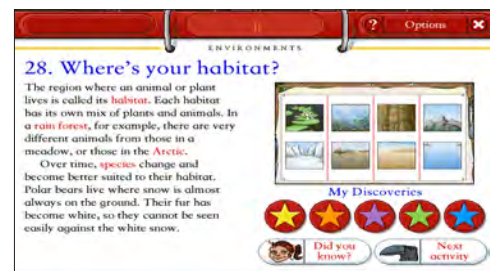 ? Options X
ENVIRONMENTS
28. Where's your habitat?
The region where an animal or plant
lives is called its habitat. Each habitat
has its own mix of plants and animals. In
a rain forest, for example, there are very
different animals from those in a
meadow, or those in the Arctic.
Over time, species change and
become better suited to their habitat.
Polar bears live where snow is almost
always on the ground. Their fur has
become white, so they cannot be seen
easily against the white snow.
My Discoveries
Did you
know?
Next
activity